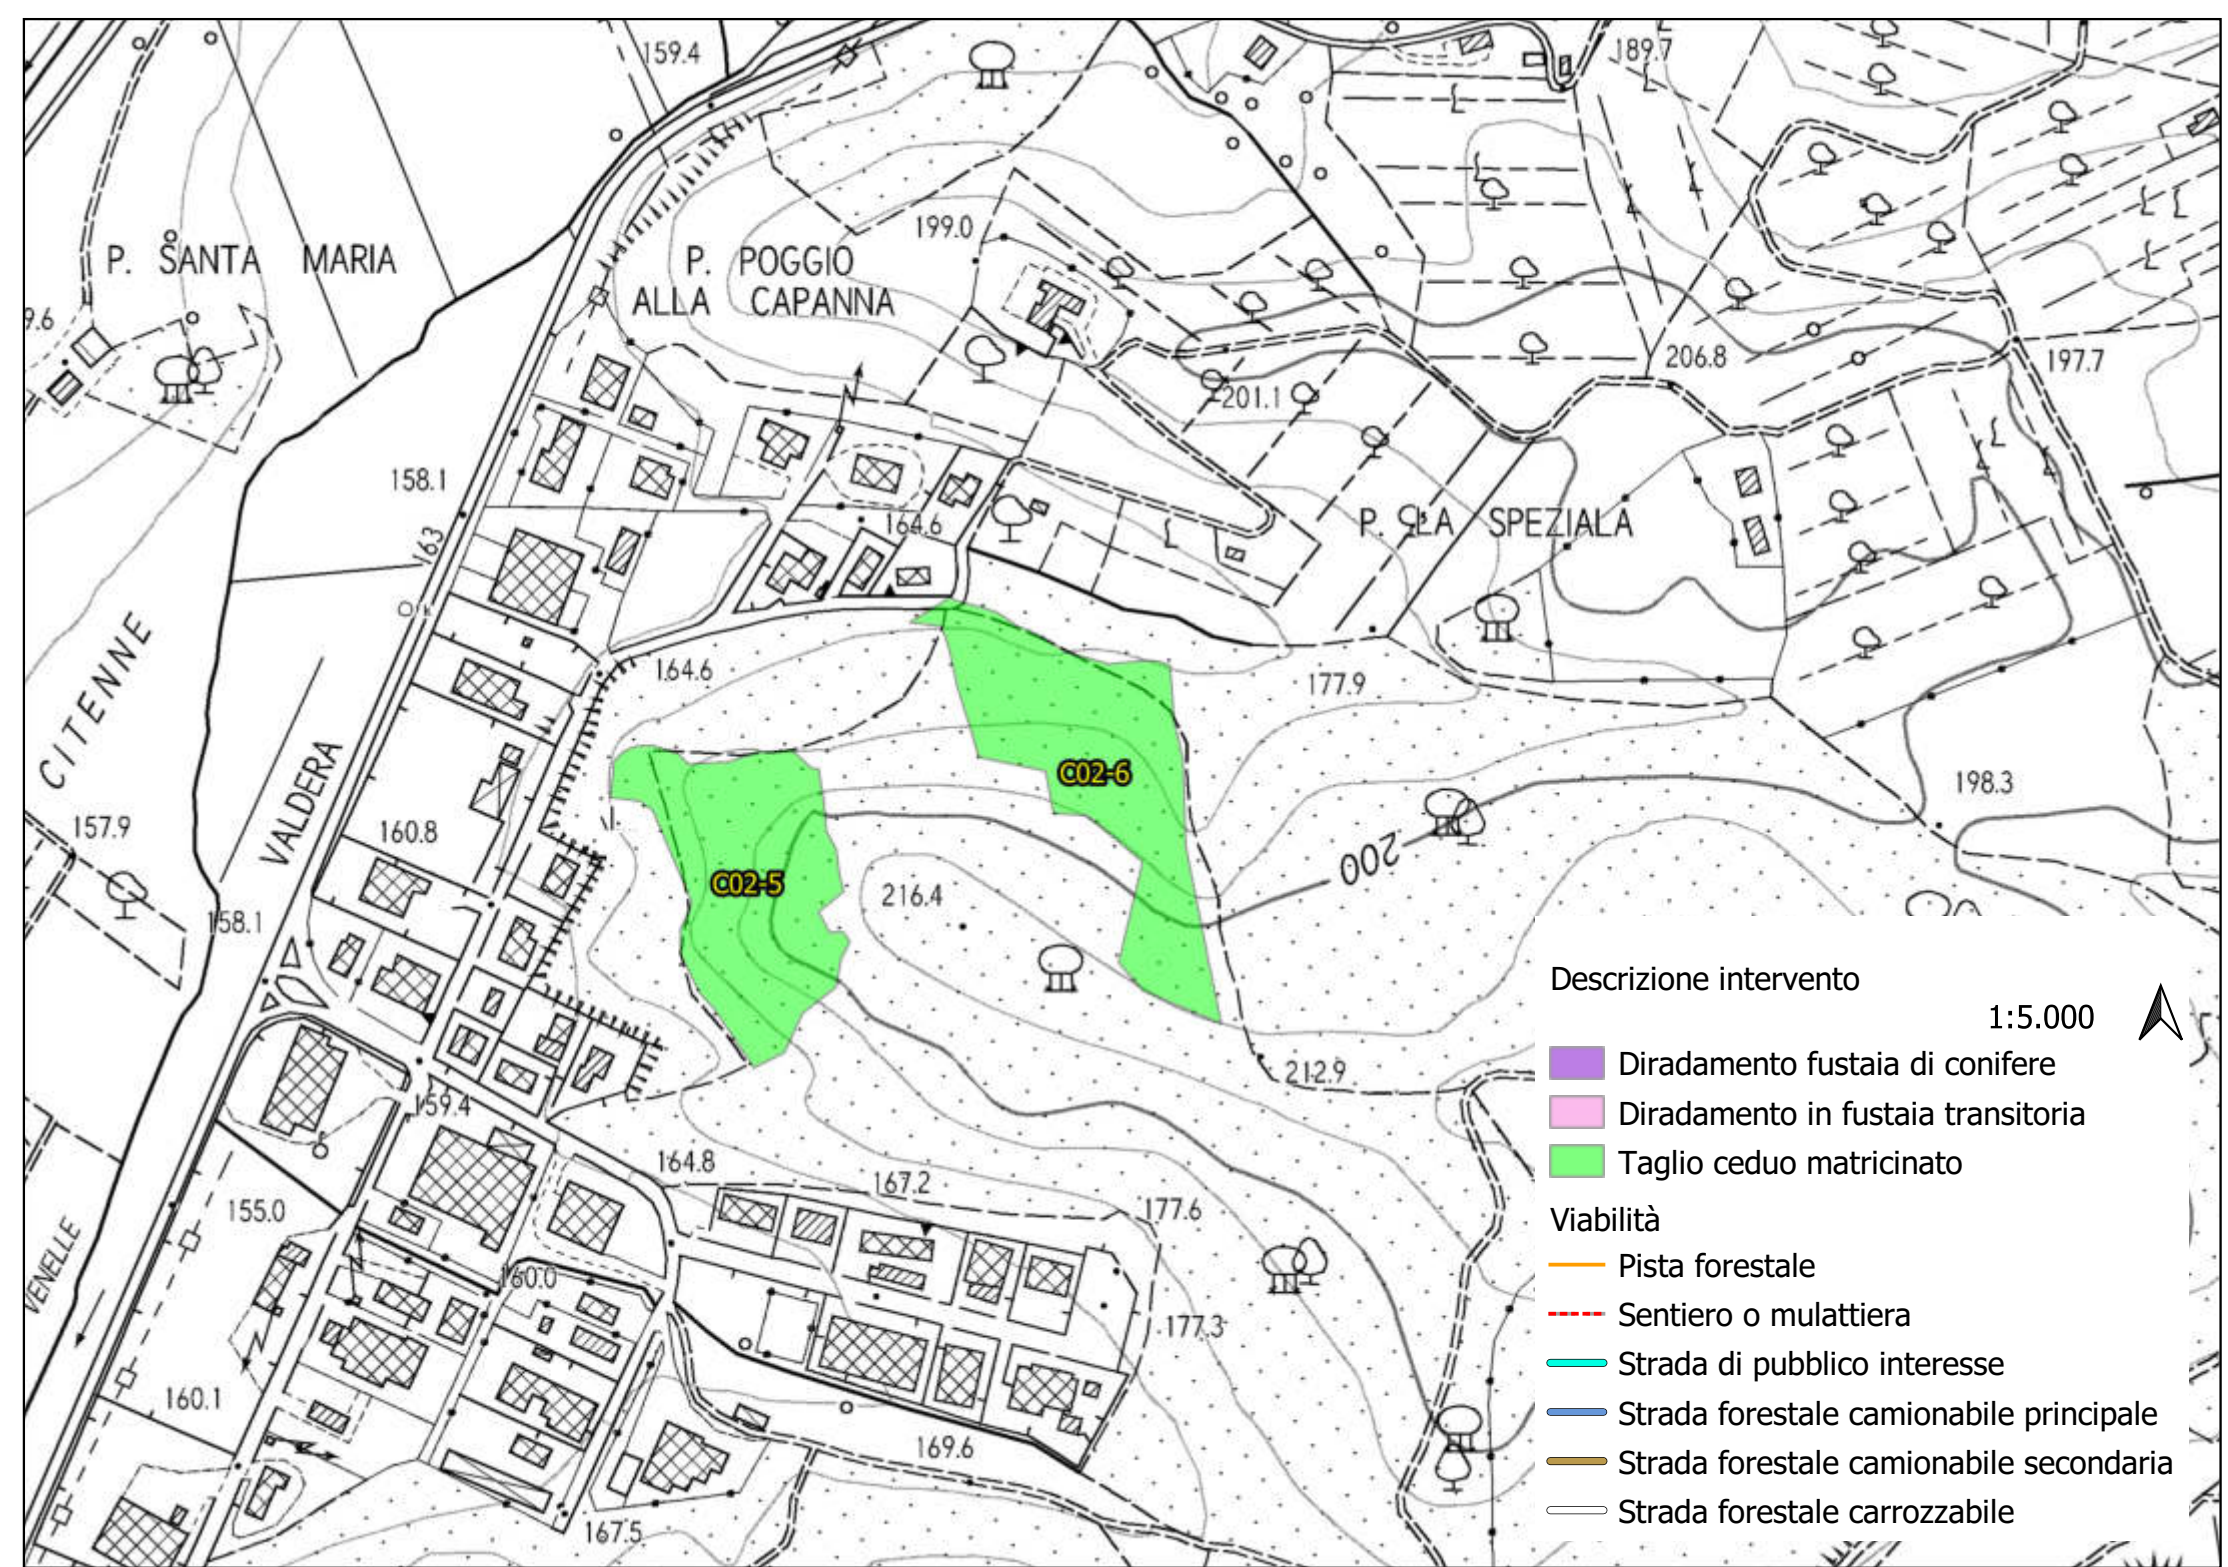 159.4
189.7
P. SANTA MARIA
199.0
P. POGGIO
ALLA CAPANNA
9.6
206.8
197.7
201.1
158.1
163
164.6
P. LA SPEZIALA
CITENNE
164.6
177.9
C02-6
198.3
VALDERA
157.9
160.8
200
C02-5
216.4
158.1
212.9
159.4
164.8
167.2
177.6
155.0
VENELLE
160.0
177.3
160.1
169.6
167.5
Descrizione intervento
1:5.000
Diradamento fustaia di conifere
Diradamento in fustaia transitoria
Taglio ceduo matricinato
Viabilità
Pista forestale
Sentiero o mulattiera
Strada di pubblico interesse
Strada forestale camionabile principale
Strada forestale camionabile secondaria
Strada forestale carrozzabile